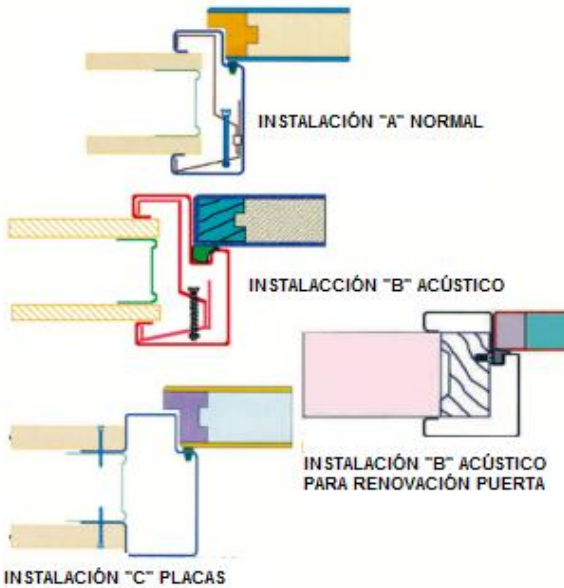 INSTALACIÓN "A" NORMAL
INSTALACCIÓN "B" ACÚSTICO
INSTALACIÓN "B" ACÚSTICO
PARA RENOVACIÓN PUERTA
INSTALACIÓN "C" PLACAS